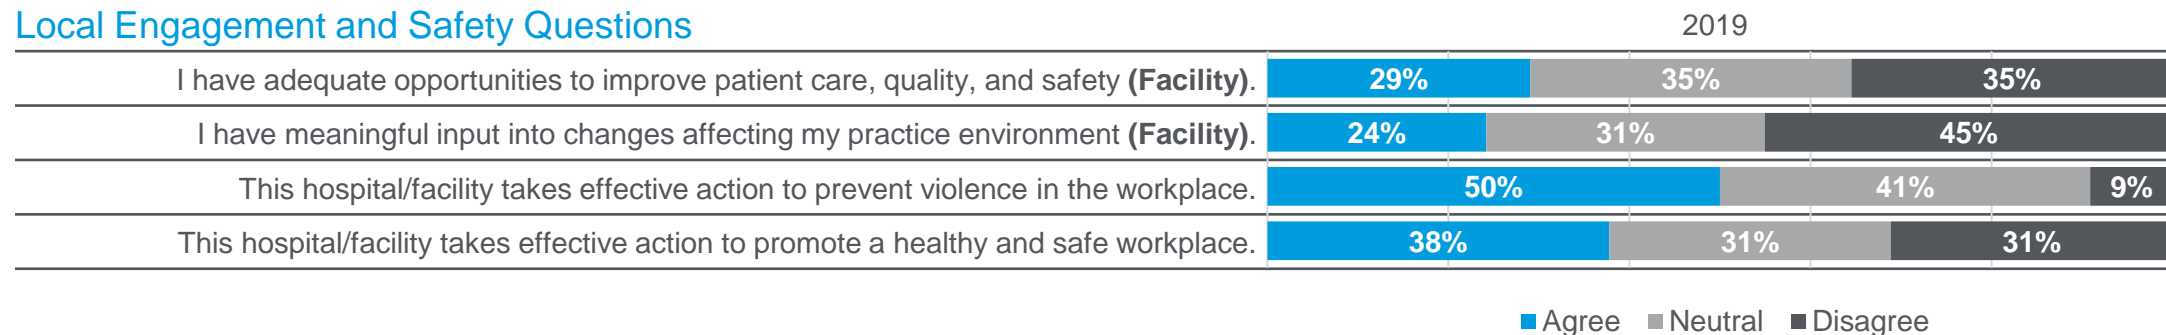 Local Engagement and Safety Questions 2019
I have adequate opportunities to improve patient care, quality, and safety (Facility). 29% 35% 35%
I have meaningful input into changes affecting my practice environment (Facility). 24% 31% 45%
This hospital/facility takes effective action to prevent violence in the workplace. 50% 41% 9%
This hospital/facility takes effective action to promote a healthy and safe workplace. 38% 31% 31%
Agree Neutral Disagree